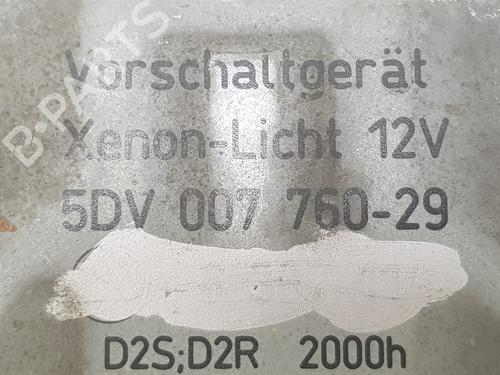 Vorschaltgerät
Xenon-Licht 12V
5DV 007 760-29
D2S;D2R 2000h
B-PARTS